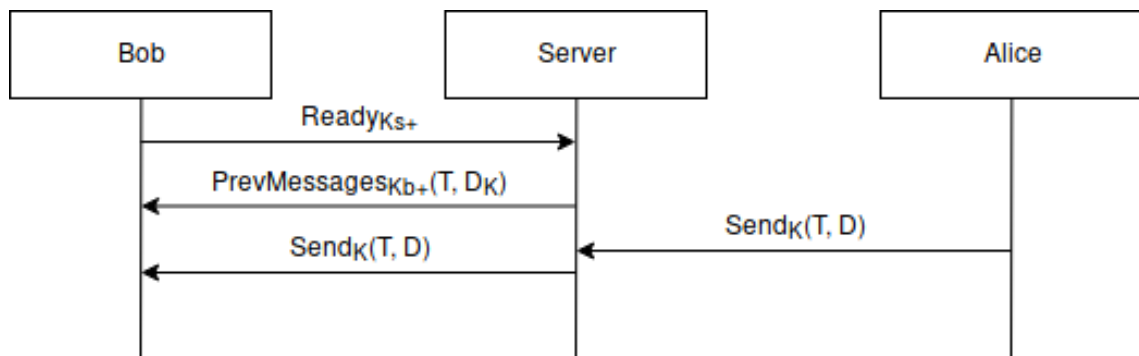 Bob
Server
Alice
ReadyKs+
PrevMessagesKb+(T, DK)
SendK(T, D)
SendK(T, D)